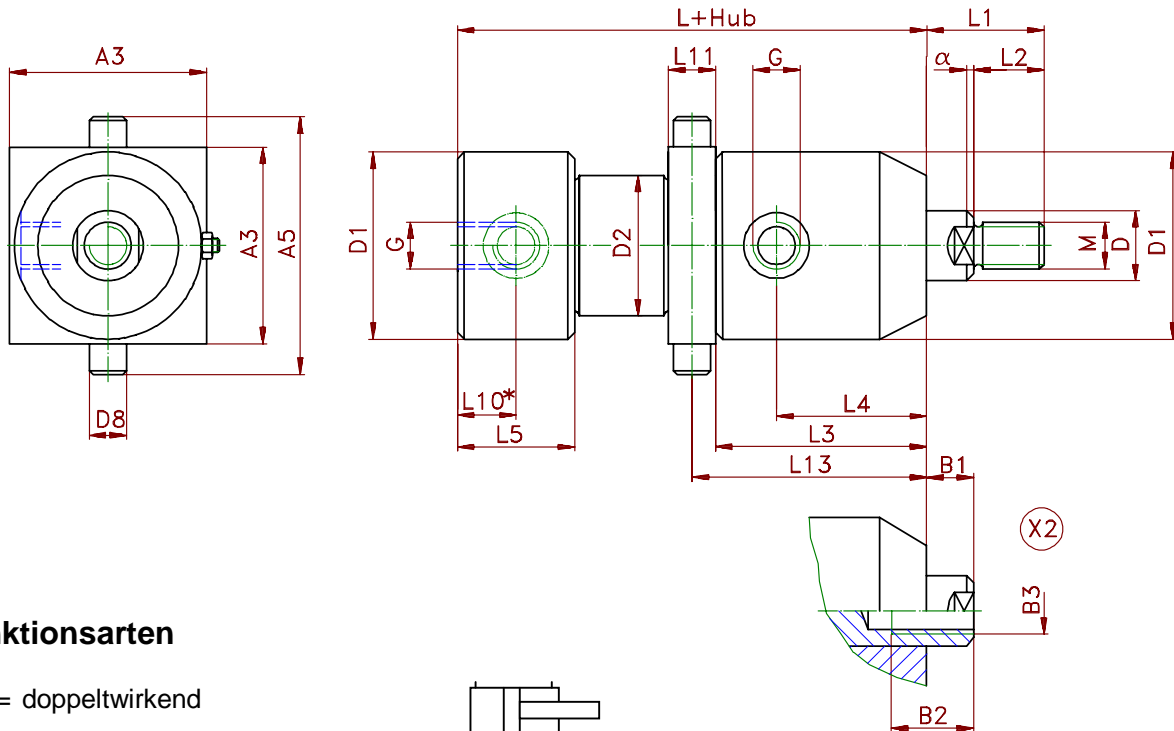 L+Hub
L1
A3
L11
G
α
L2
D1
G
D2
A3
A5
M
D
D1
D8
L10*
L5
L4
L3
L13
B1
X2
B3
B2
ktionsarten
= doppeltwirkend